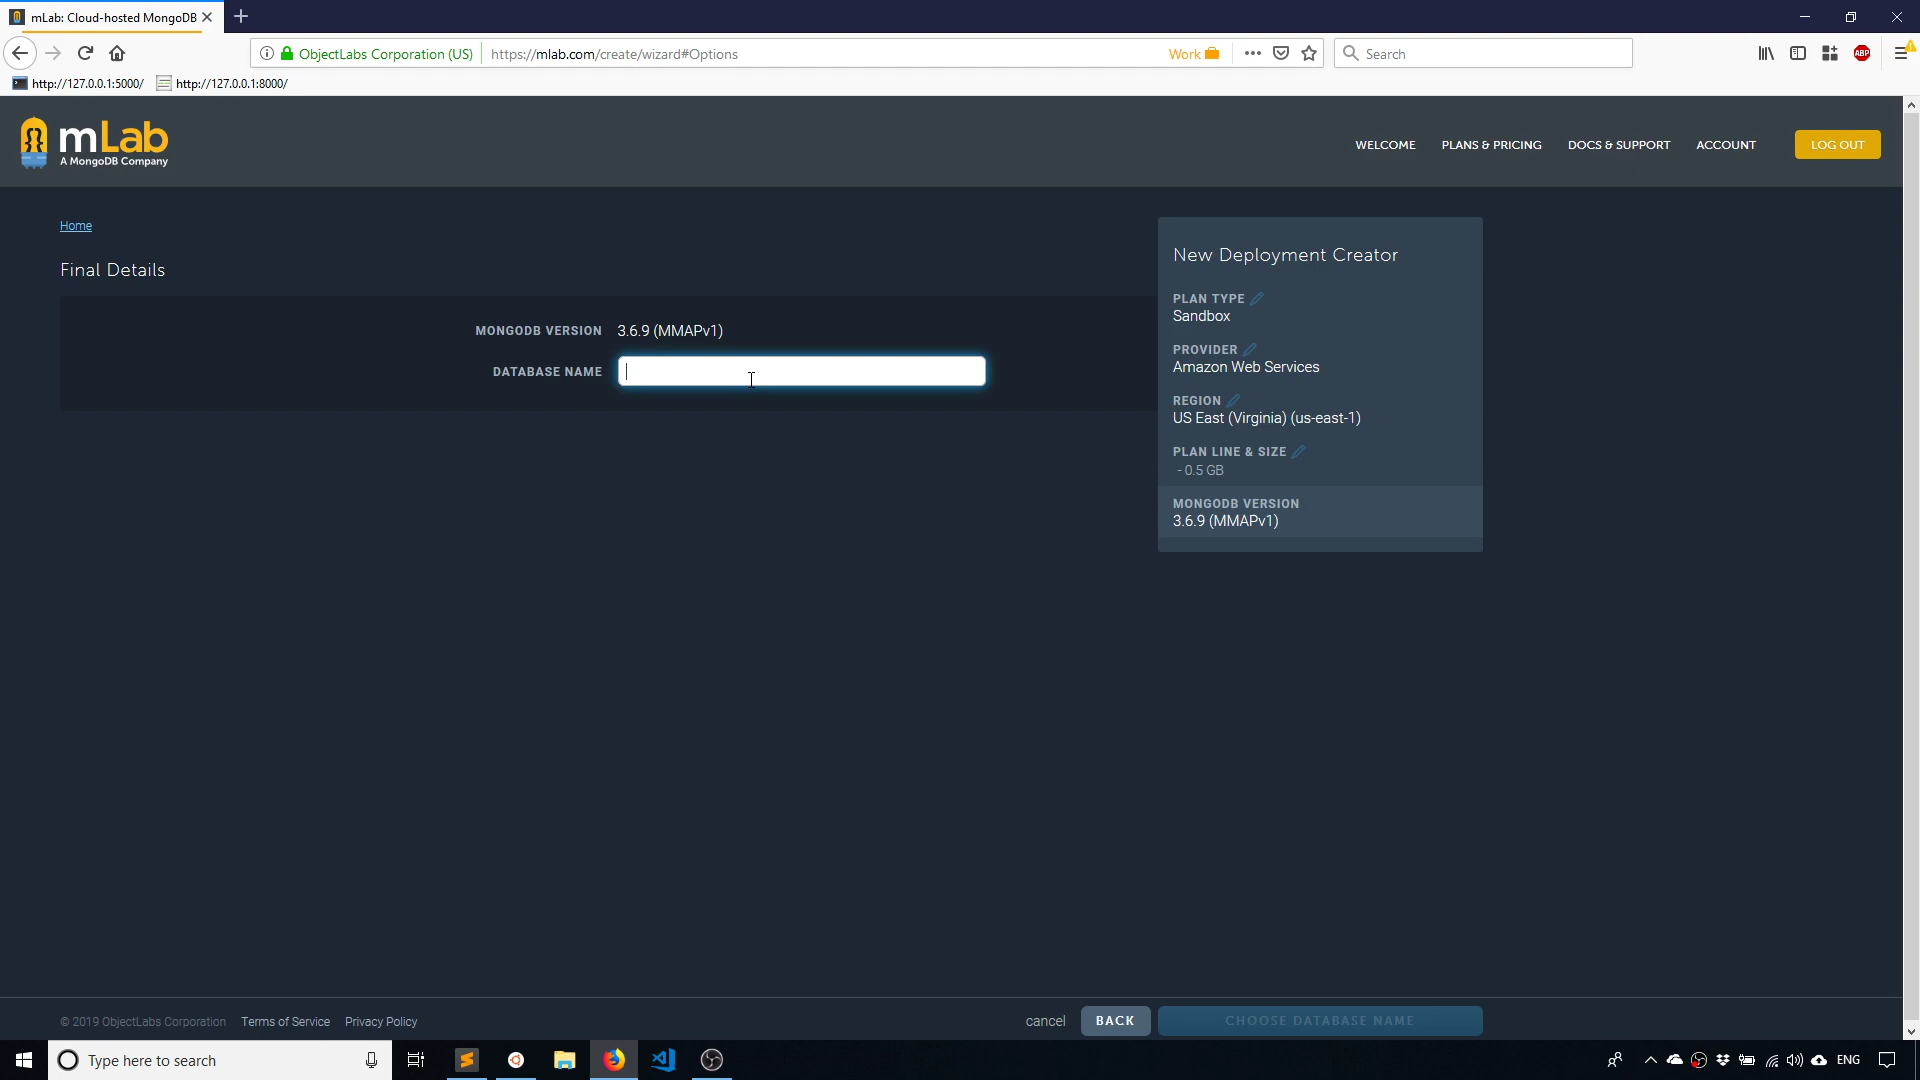 mLab: Cloud-hosted MongoDB
ObjectLabs Corporation (US)
https://mlab.com/create/wizard#Options
Work
Search
ABP
http://127.0.0.1:5000/
http://127.0.0.1:8000/
mLab
A MongoDB Company
WELCOME
PLANS & PRICING
DOCS & SUPPORT
ACCOUNT
LOG OUT
Home
Final Details
MONGODB VERSION 3.6.9 (MMAPv1)
DATABASE NAME
New Deployment Creator
PLAN TYPE
Sandbox
PROVIDER
Amazon Web Services
REGION
US East (Virginia) (us-east-1)
PLAN LINE & SIZE
- 0.5 GB
MONGODB VERSION
3.6.9 (MMAPv1)
© 2019 ObjectLabs Corporation
Terms of Service
Privacy Policy
cancel
BACK
CHOOSE DATABASE NAME
Type here to search
ENG